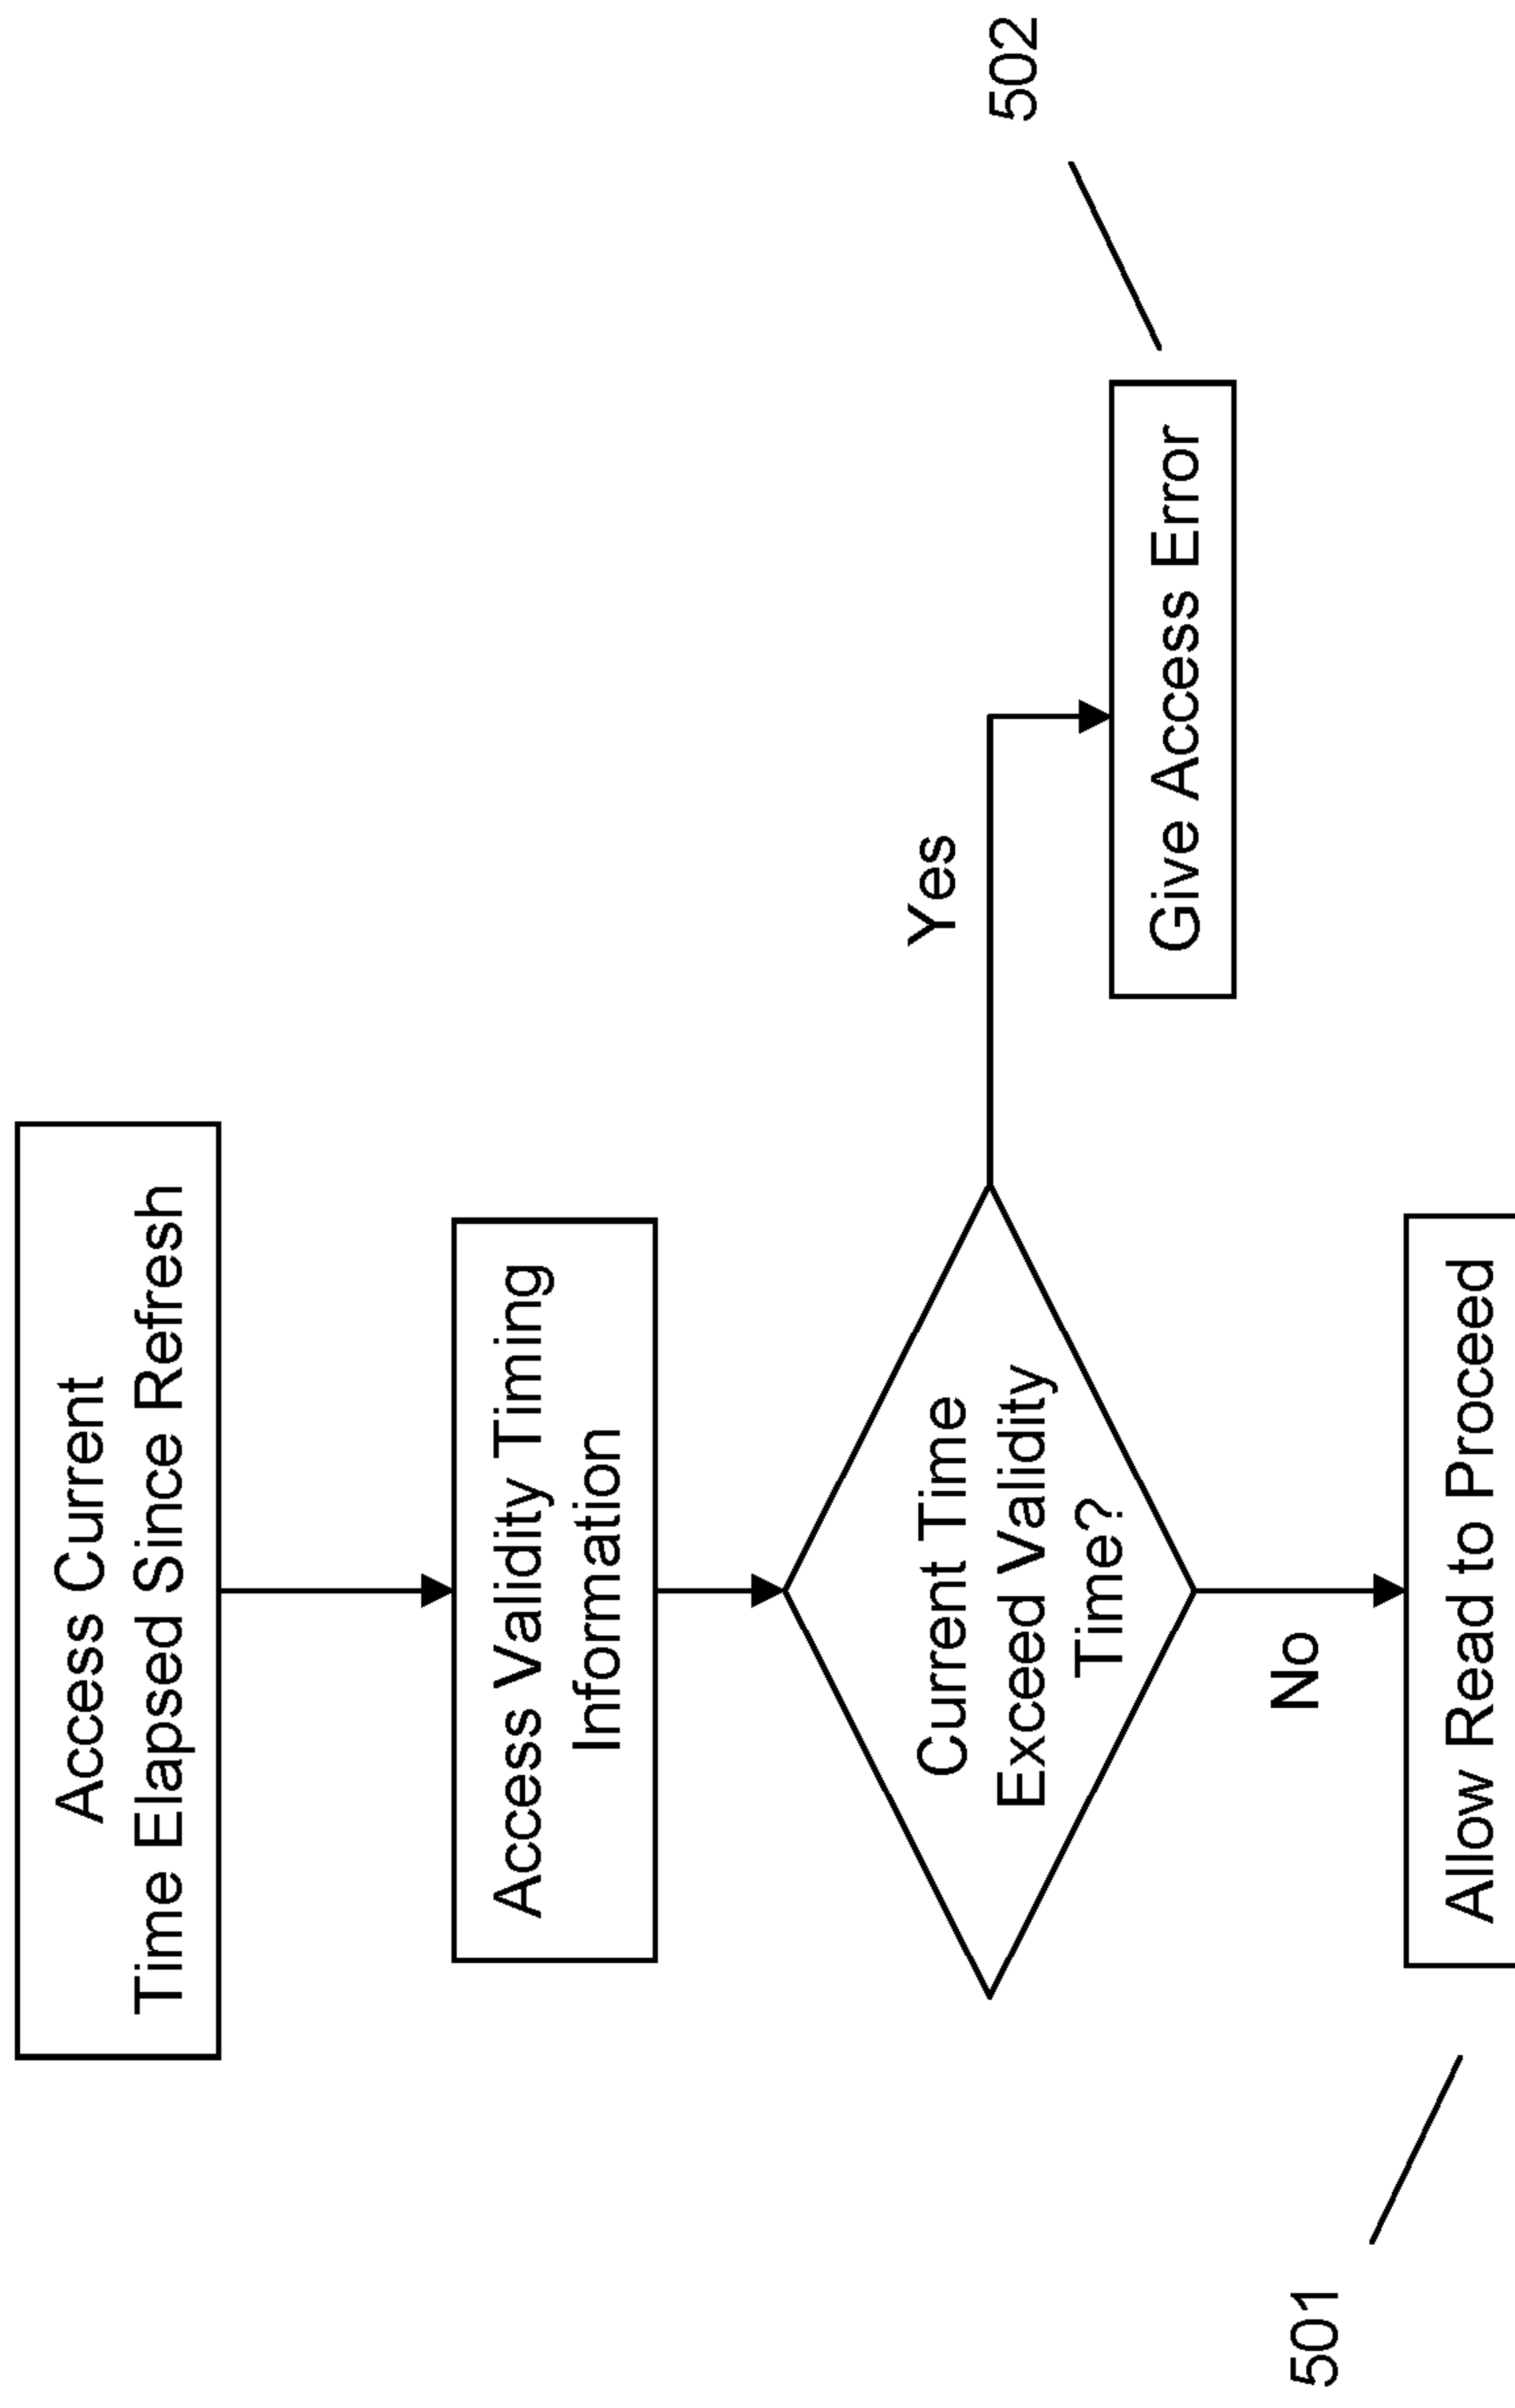 Access Current
Time Elapsed Since Refresh
Access Validity Timing
Information
Current Time
Exceed Validity
Time?
Yes
Give Access Error
502
No
Allow Read to Proceed
501